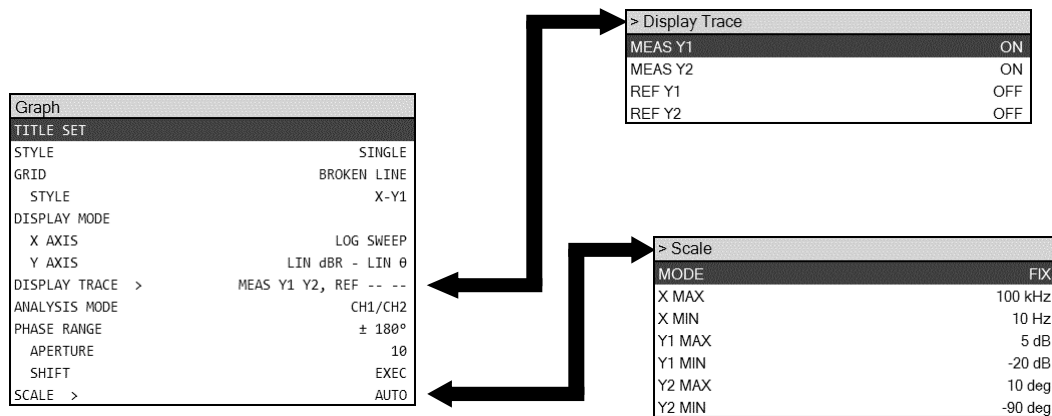 Graph
TITLE SET
STYLE SINGLE
GRID BROKEN LINE
STYLE X-Y1
DISPLAY MODE
X AXIS LOG SWEEP
Y AXIS LIN dBR - LIN θ
DISPLAY TRACE > MEAS Y1 Y2, REF -- --
ANALYSIS MODE CH1/CH2
PHASE RANGE ± 180°
APERTURE 10
SHIFT EXEC
SCALE > AUTO
> Display Trace
MEAS Y1 ON
MEAS Y2 ON
REF Y1 OFF
REF Y2 OFF
> Scale
MODE FIX
X MAX 100 kHz
X MIN 10 Hz
Y1 MAX 5 dB
Y1 MIN -20 dB
Y2 MAX 10 deg
Y2 MIN -90 deg